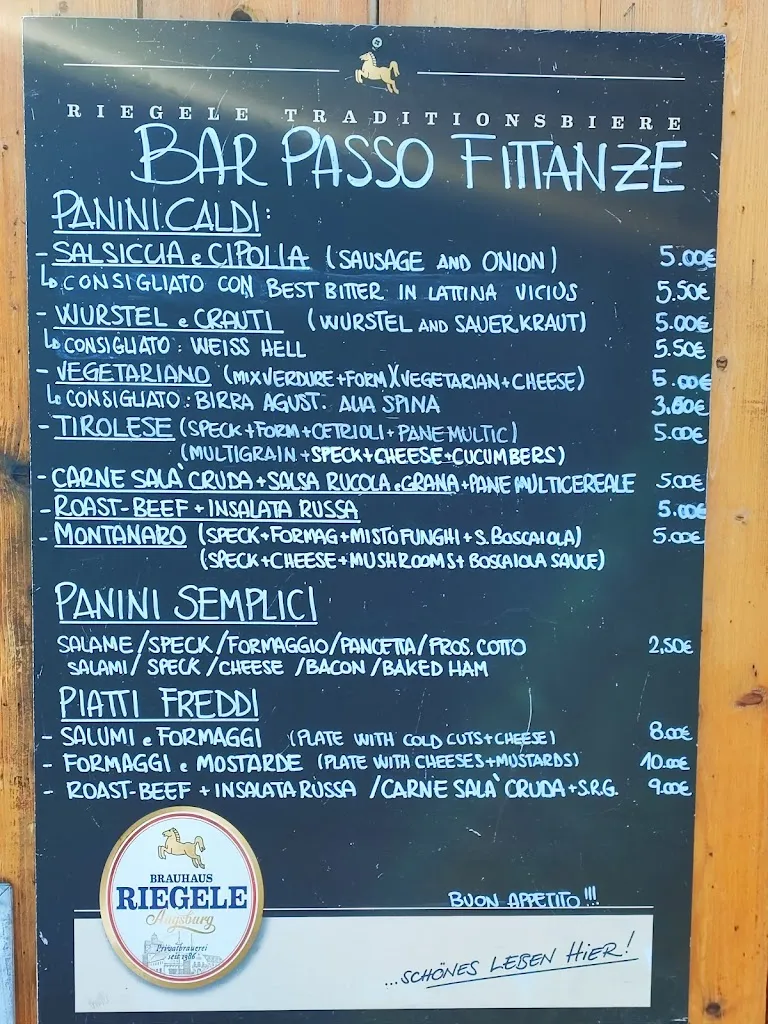 RIEGELE TRADITIONSBIERE
BAR PASSO FITTANZE
PANINI CALDI:
- SALSICCIA e CIPOLLA (SAUSAGE AND ONION) 5.00€
CONSIGLIATO CON BEST BITTER IN LATTINA VICIUS 5.50€
- WURSTEL e CRAUTI (WURSTEL AND SAUERKRAUT) 5.00€
CONSIGLIATO: WEISS HELL 5.50€
- VEGETARIANO (MIX VERDURE+FORM)(VEGETARIAN+CHEESE) 5.00€
CONSIGLIATO: BIRRA AGUST. ALLA SPINA 3.50€
- TIROLESE (SPECK+FORM+CETRIOLI+PANE MULTIC) 5.00€
(MULTIGRAIN+SPECK+CHEESE+CUCUMBERS)
- CARNE SALA' CRUDA+SALSA RUCOLA e GRANA+PANE MULTICEREALE 5.00€
- ROAST-BEEF + INSALATA RUSSA 5.00€
- MONTANARO (SPECK+FORMAG+MISTO FUNGHI+S.BOSCAIOLA) 5.00€
(SPECK+CHEESE+MUSHROOMS+BOSCAIOLA SAUCE)
PANINI SEMPLICI
SALAME/SPECK/FORMAGGIO/PANCETTA/PROS.COTTO 2,50€
SALAMI/SPECK/CHEESE/BACON/BAKED HAM
PIATTI FREDDI
- SALUMI e FORMAGGI (PLATE WITH COLD CUTS+CHEESE) 8.00€
- FORMAGGI e MOSTARDE (PLATE WITH CHEESES+MUSTARDS) 10.00€
- ROAST-BEEF + INSALATA RUSSA / CARNE SALA' CRUDA+S.R.G. 9.00€
BUON APPETITO!!!
BRAUHAUS
RIEGELE
Augsburg
Privatbrauerei
seit 1386
...SCHÖNES LEBEN HIER!